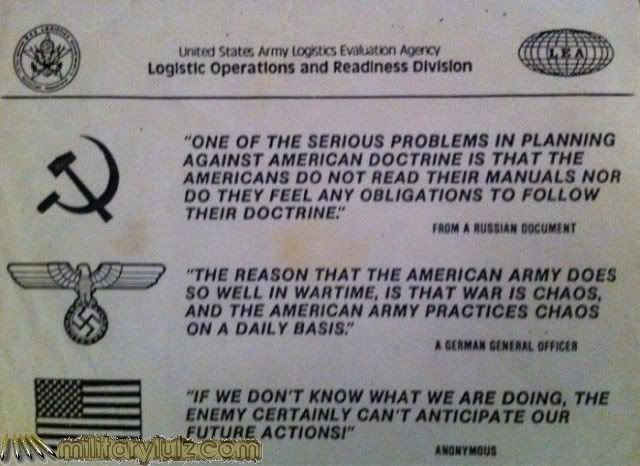 United States Army Logistics Evaluation Agency
Logistic Operations and Readiness Division
LEA
"ONE OF THE SERIOUS PROBLEMS IN PLANNING
AGAINST AMERICAN DOCTRINE IS THAT THE
AMERICANS DO NOT READ THEIR MANUALS NOR
DO THEY FEEL ANY OBLIGATIONS TO FOLLOW
THEIR DOCTRINE."
FROM A RUSSIAN DOCUMENT
"THE REASON THAT THE AMERICAN ARMY DOES
SO WELL IN WARTIME, IS THAT WAR IS CHAOS,
AND THE AMERICAN ARMY PRACTICES CHAOS
ON A DAILY BASIS."
A GERMAN GENERAL OFFICER
"IF WE DON'T KNOW WHAT WE ARE DOING, THE
ENEMY CERTAINLY CAN'T ANTICIPATE OUR
FUTURE ACTIONS!"
ANONYMOUS
militarylulz.com